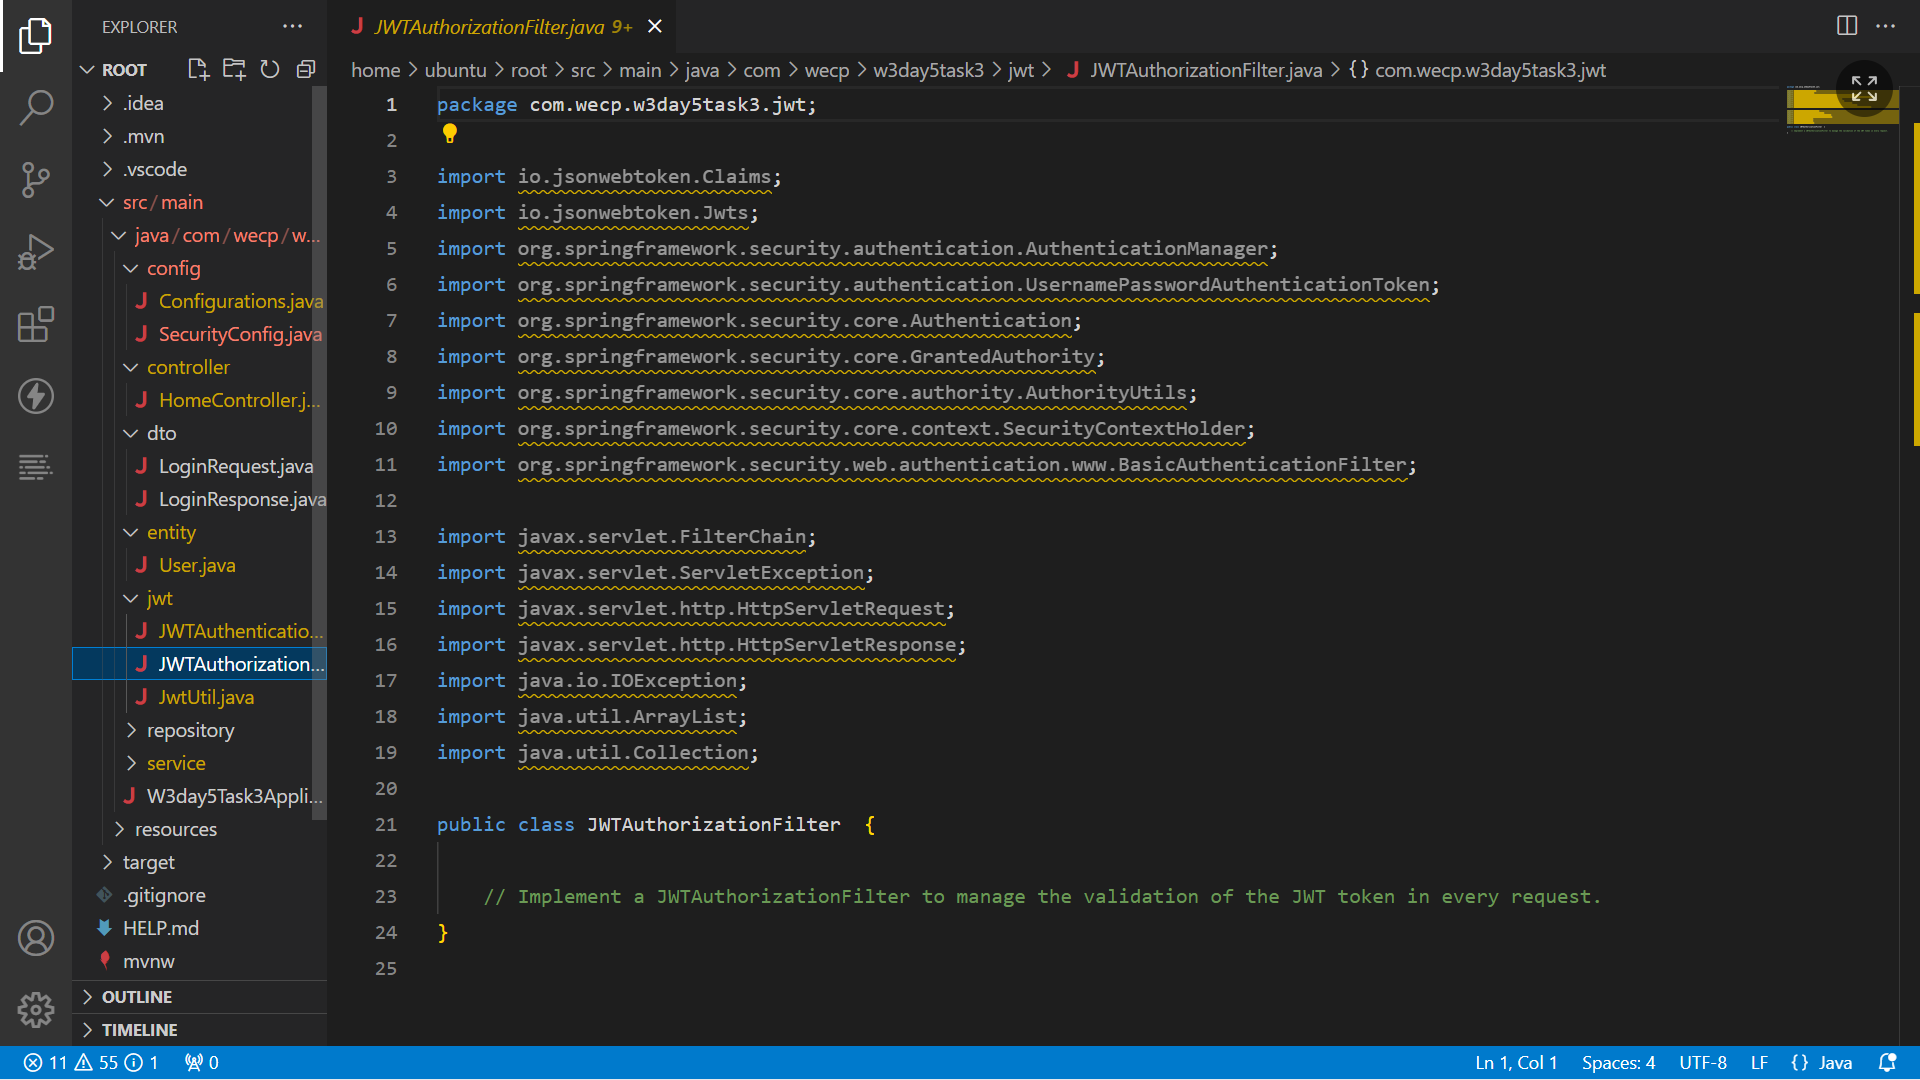 EXPLORER
ROOT
.idea
.mvn
.vscode
src/main
java/com/wecp/w...
config
Configurations.java
SecurityConfig.java
controller
HomeController.j...
dto
LoginRequest.java
LoginResponse.java
entity
User.java
jwt
JWTAuthenticatio...
JWTAuthorization...
JwtUtil.java
repository
service
W3day5Task3Appli...
resources
target
.gitignore
HELP.md
mvnw
OUTLINE
TIMELINE
JWTAuthorizationFilter.java 9+
home > ubuntu > root > src > main > java > com > wecp > w3day5task3 > jwt > JWTAuthorizationFilter.java > {} com.wecp.w3day5task3.jwt
1 package com.wecp.w3day5task3.jwt;
2
3 import io.jsonwebtoken.Claims;
4 import io.jsonwebtoken.Jwts;
5 import org.springframework.security.authentication.AuthenticationManager;
6 import org.springframework.security.authentication.UsernamePasswordAuthenticationToken;
7 import org.springframework.security.core.Authentication;
8 import org.springframework.security.core.GrantedAuthority;
9 import org.springframework.security.core.authority.AuthorityUtils;
10 import org.springframework.security.core.context.SecurityContextHolder;
11 import org.springframework.security.web.authentication.www.BasicAuthenticationFilter;
12
13 import javax.servlet.FilterChain;
14 import javax.servlet.ServletException;
15 import javax.servlet.http.HttpServletRequest;
16 import javax.servlet.http.HttpServletResponse;
17 import java.io.IOException;
18 import java.util.ArrayList;
19 import java.util.Collection;
20
21 public class JWTAuthorizationFilter  {
22
23 // Implement a JWTAuthorizationFilter to manage the validation of the JWT token in every request.
24 }
25
11 55 1 0
Ln 1, Col 1 Spaces: 4 UTF-8 LF {} Java